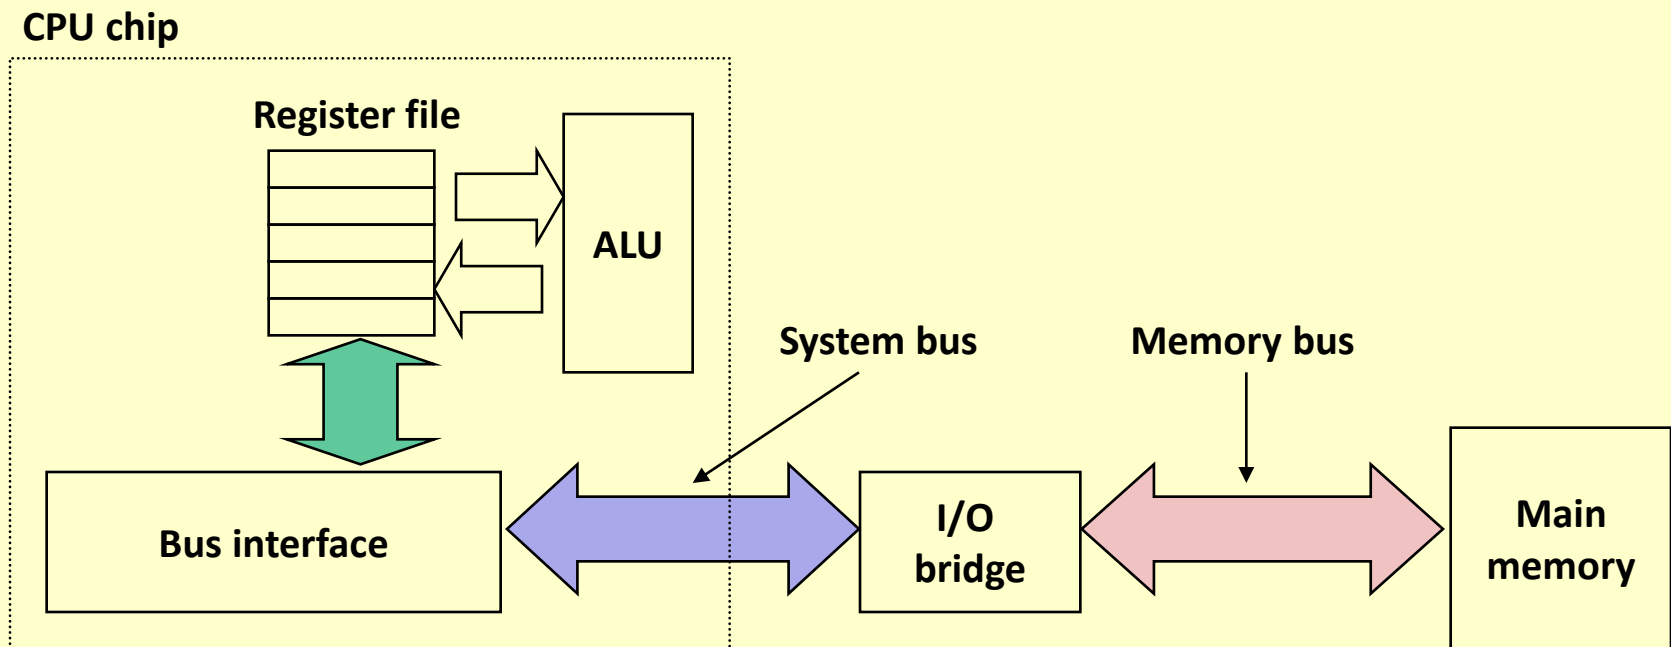 CPU chip
Register file
ALU
System bus
Memory bus
Bus interface
I/O
bridge
Main
memory